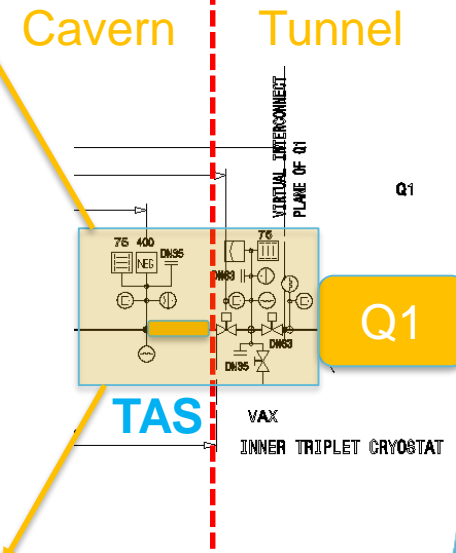 Cavern
Tunnel
VIRTUAL INTERCONNECT
PLANE OF Q1
Q1
76 400
NEG
DN35
76
DN63
Q1
DN63
DN35
TAS
VAX
INNER TRIPLET CRYOSTAT